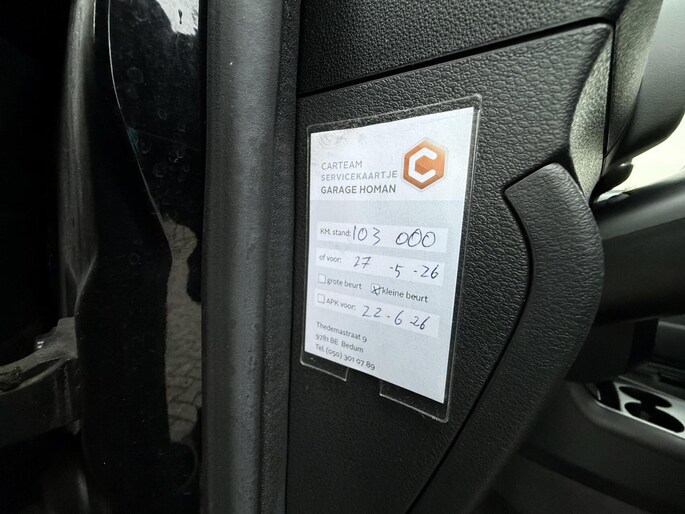 C
CARTEAM
SERVICEKAARTJE
GARAGE HOMAN
KM. stand: 103 000
of voor: 27 -5 -26
grote beurt kleine beurt
APK voor: 22-6-26
Thedemastraat 9
9781 BE Bedum
Tel. (050) 301 07 89